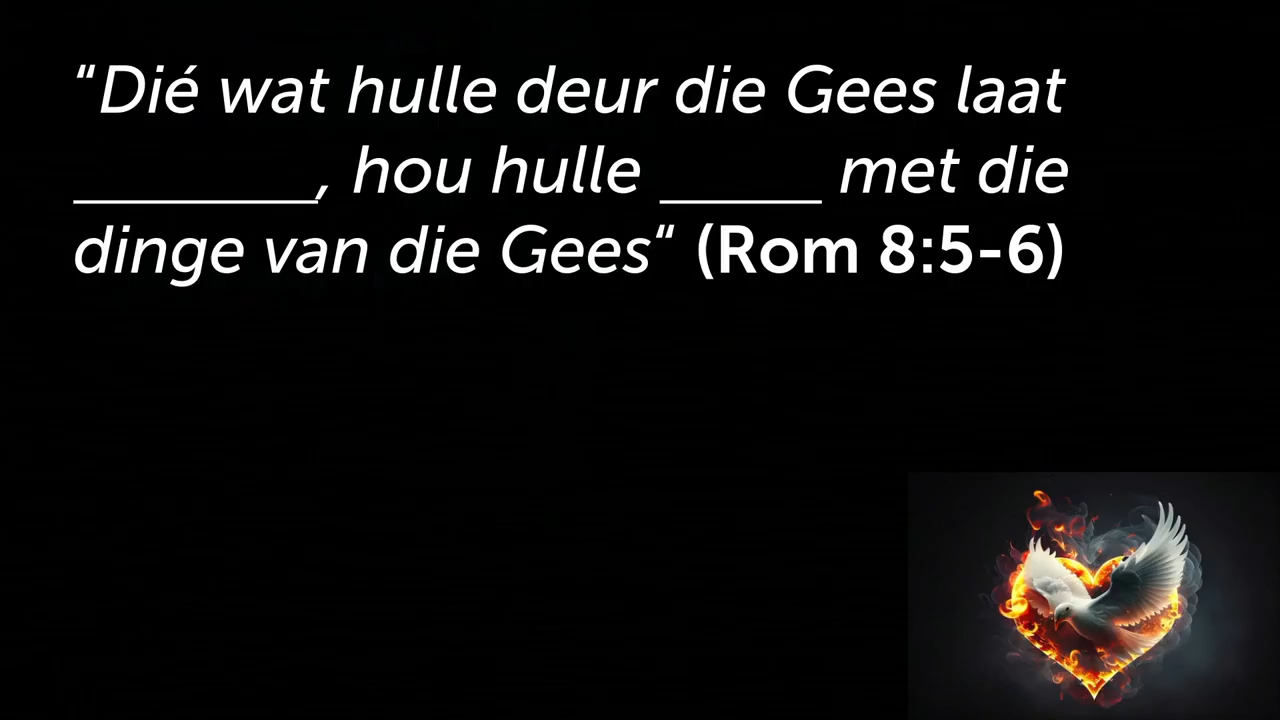 “Dié wat hulle deur die Gees laat
________, hou hulle _____ met die
dinge van die Gees“ (Rom 8:5-6)